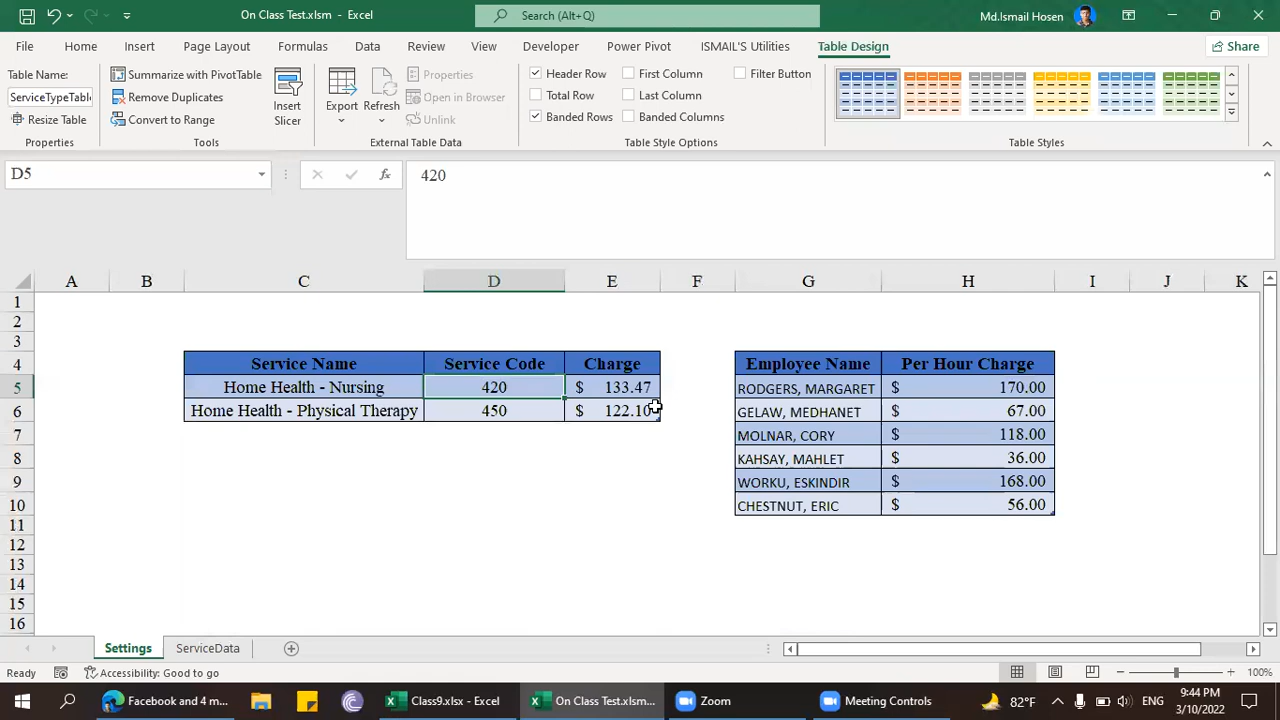 On Class Test.xlsm - Excel
Search (Alt+Q)
Md.Ismail Hosen
File Home Insert Page Layout Formulas Data Review View Developer Power Pivot ISMAIL'S Utilities Table Design Share
Table Name:
ServiceTypeTabl
Resize Table
Properties
Summarize with PivotTable
Remove Duplicates
Convert to Range
Tools
Insert
Slicer
Export
Refresh
Properties
Open in Browser
Unlink
External Table Data
Header Row First Column Filter Button
Total Row Last Column
Banded Rows Banded Columns
Table Style Options
Table Styles
D5 fx 420
A B C D E F G H I J K
1
2
3
4 Service Name Service Code Charge Employee Name Per Hour Charge
5 Home Health - Nursing 420 $ 133.47 RODGERS, MARGARET $ 170.00
6 Home Health - Physical Therapy 450 $ 122.10 GELAW, MEDHANET $ 67.00
7 MOLNAR, CORY $ 118.00
8 KAHSAY, MAHLET $ 36.00
9 WORKU, ESKINDIR $ 168.00
10 CHESTNUT, ERIC $ 56.00
11
12
13
14
15
16
Settings ServiceData
Ready Accessibility: Good to go 100%
Facebook and 4 m... Class9.xlsx - Excel On Class Test.xlsm... Zoom Meeting Controls 82°F ENG 9:44 PM
3/10/2022